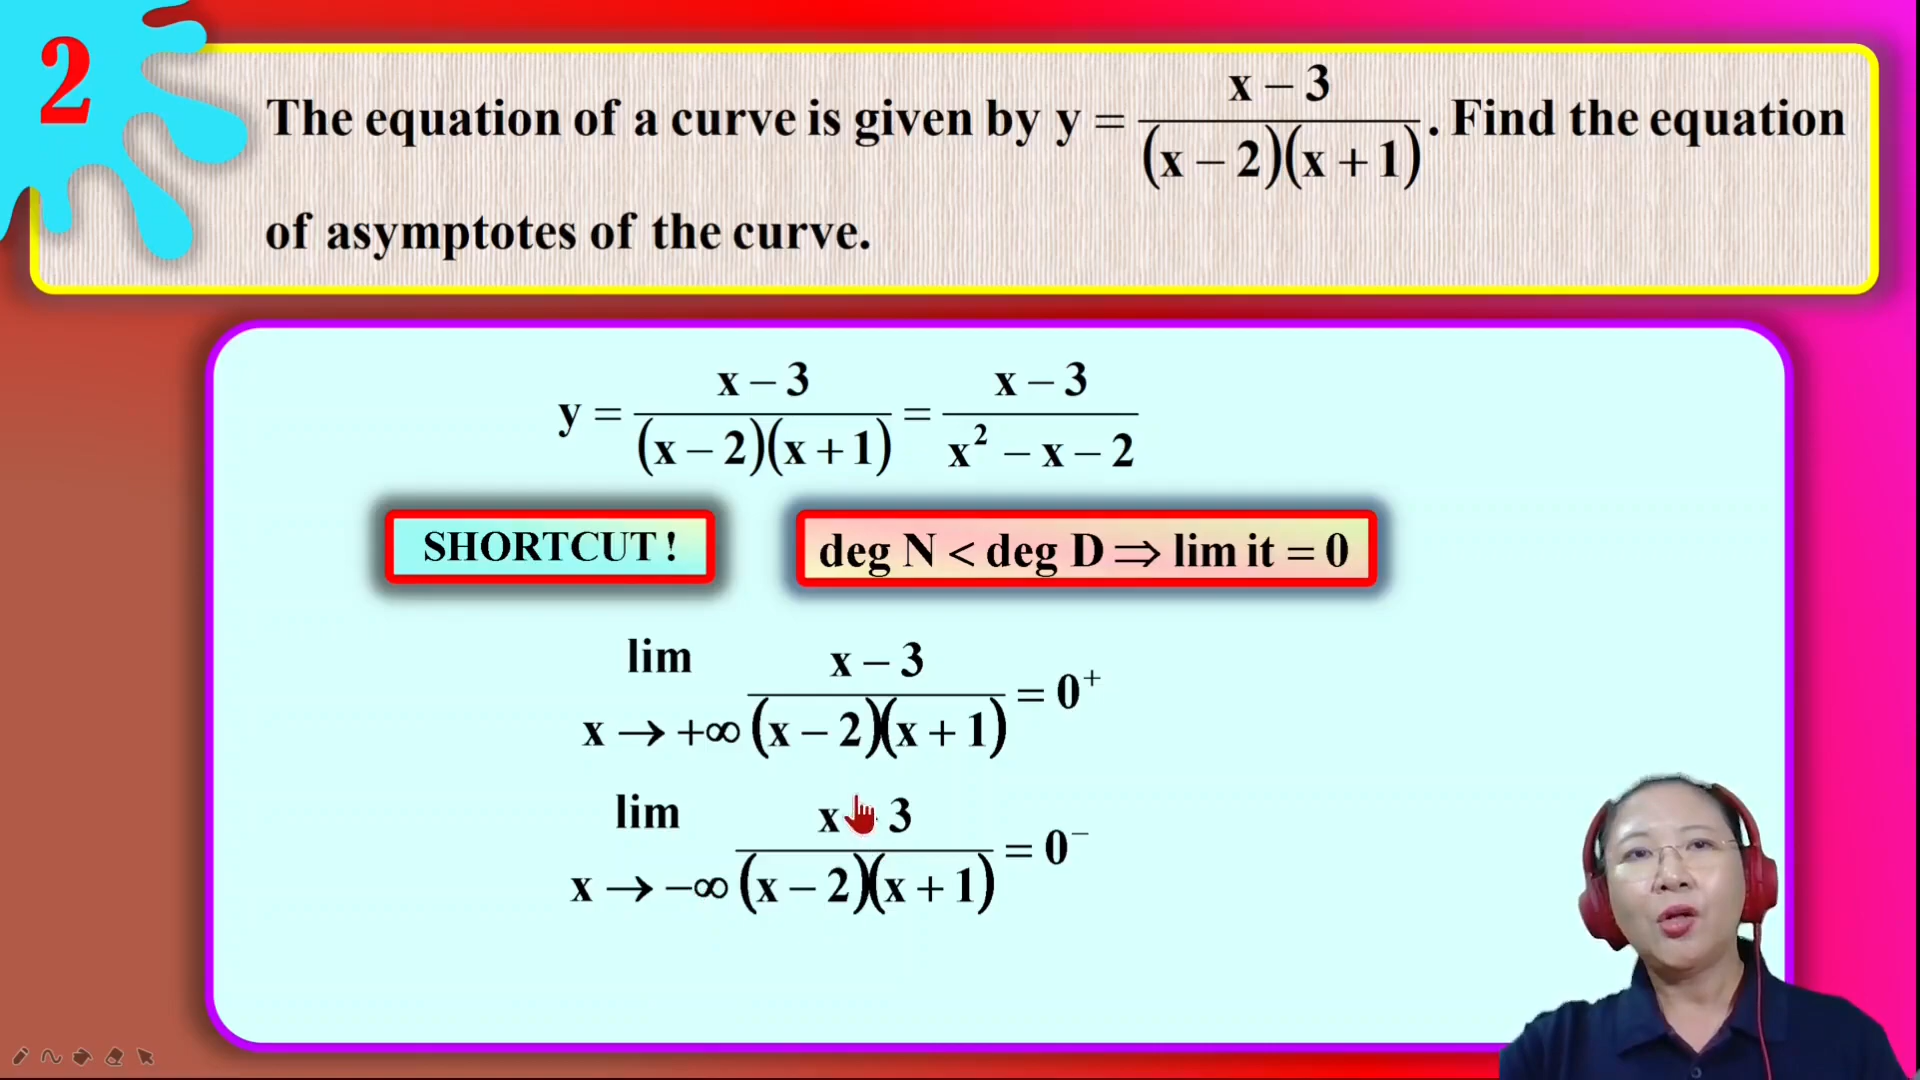 2
The equation of a curve is given by y = (x − 3)/((x − 2)(x + 1)). Find the equation
of asymptotes of the curve.
y = (x − 3)/((x − 2)(x + 1)) = (x − 3)/(x² − x − 2)
SHORTCUT!
deg N < deg D ⇒ lim it = 0
lim x → +∞ (x − 3)/((x − 2)(x + 1)) = 0⁺
lim x → −∞ (x 3)/((x − 2)(x + 1)) = 0⁻